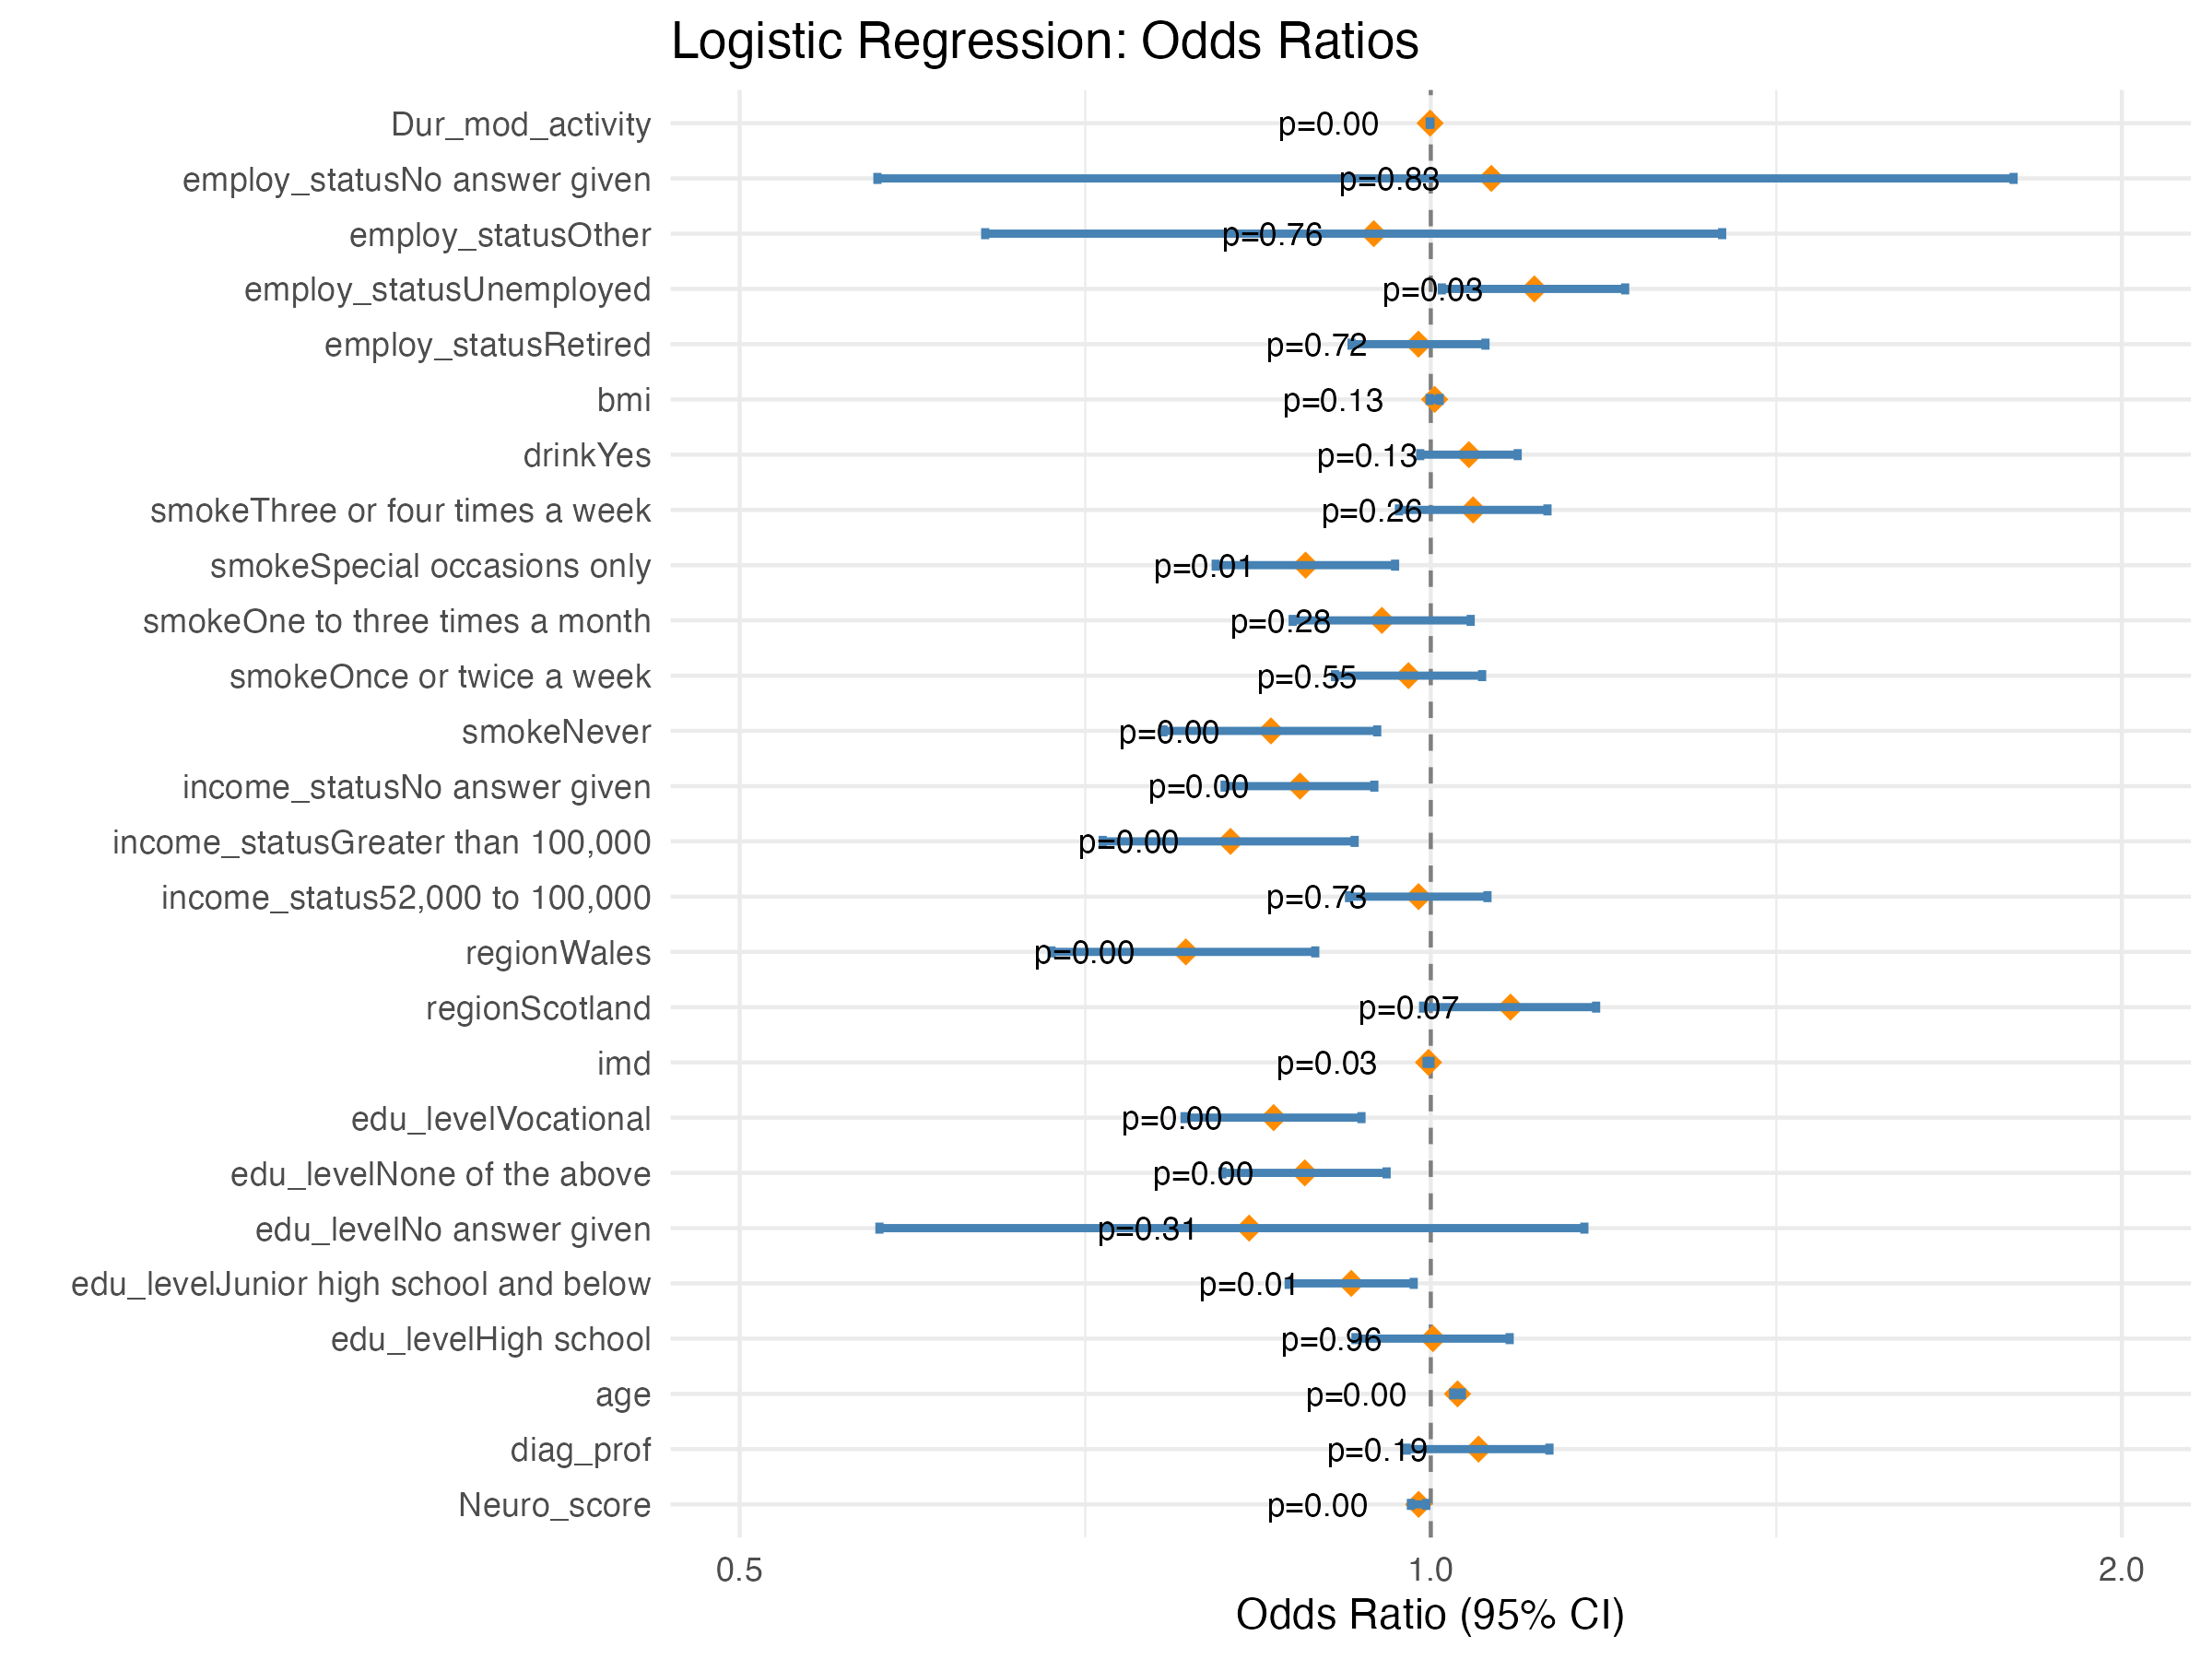 Logistic Regression: Odds Ratios
Dur_mod_activity p=0.00
employ_statusNo answer given p=0.83
employ_statusOther p=0.76
employ_statusUnemployed p=0.03
employ_statusRetired p=0.72
bmi p=0.13
drinkYes p=0.13
smokeThree or four times a week p=0.26
smokeSpecial occasions only p=0.01
smokeOne to three times a month p=0.28
smokeOnce or twice a week p=0.55
smokeNever p=0.00
income_statusNo answer given p=0.00
income_statusGreater than 100,000 p=0.00
income_status52,000 to 100,000 p=0.73
regionWales p=0.00
regionScotland p=0.07
imd p=0.03
edu_levelVocational p=0.00
edu_levelNone of the above p=0.00
edu_levelNo answer given p=0.31
edu_levelJunior high school and below p=0.01
edu_levelHigh school p=0.96
age p=0.00
diag_prof p=0.19
Neuro_score p=0.00
0.5 1.0 2.0
Odds Ratio (95% CI)